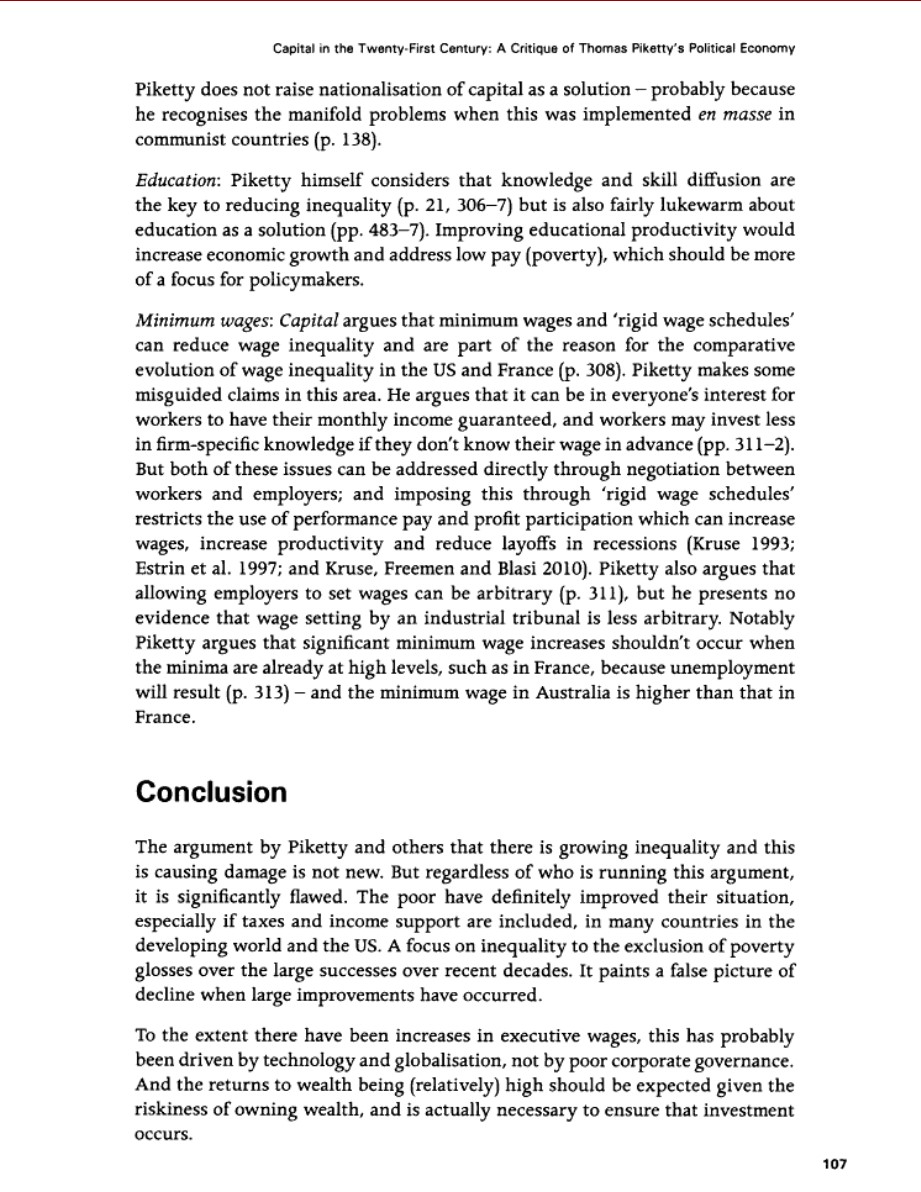 Capital in the Twenty-First Century: A Critique of Thomas Piketty's Political Economy
Piketty does not raise nationalisation of capital as a solution – probably because
he recognises the manifold problems when this was implemented en masse in
communist countries (p. 138).
Education: Piketty himself considers that knowledge and skill diffusion are
the key to reducing inequality (p. 21, 306–7) but is also fairly lukewarm about
education as a solution (pp. 483–7). Improving educational productivity would
increase economic growth and address low pay (poverty), which should be more
of a focus for policymakers.
Minimum wages: Capital argues that minimum wages and 'rigid wage schedules'
can reduce wage inequality and are part of the reason for the comparative
evolution of wage inequality in the US and France (p. 308). Piketty makes some
misguided claims in this area. He argues that it can be in everyone's interest for
workers to have their monthly income guaranteed, and workers may invest less
in firm-specific knowledge if they don't know their wage in advance (pp. 311–2).
But both of these issues can be addressed directly through negotiation between
workers and employers; and imposing this through 'rigid wage schedules'
restricts the use of performance pay and profit participation which can increase
wages, increase productivity and reduce layoffs in recessions (Kruse 1993;
Estrin et al. 1997; and Kruse, Freemen and Blasi 2010). Piketty also argues that
allowing employers to set wages can be arbitrary (p. 311), but he presents no
evidence that wage setting by an industrial tribunal is less arbitrary. Notably
Piketty argues that significant minimum wage increases shouldn't occur when
the minima are already at high levels, such as in France, because unemployment
will result (p. 313) – and the minimum wage in Australia is higher than that in
France.
Conclusion
The argument by Piketty and others that there is growing inequality and this
is causing damage is not new. But regardless of who is running this argument,
it is significantly flawed. The poor have definitely improved their situation,
especially if taxes and income support are included, in many countries in the
developing world and the US. A focus on inequality to the exclusion of poverty
glosses over the large successes over recent decades. It paints a false picture of
decline when large improvements have occurred.
To the extent there have been increases in executive wages, this has probably
been driven by technology and globalisation, not by poor corporate governance.
And the returns to wealth being (relatively) high should be expected given the
riskiness of owning wealth, and is actually necessary to ensure that investment
occurs.
107